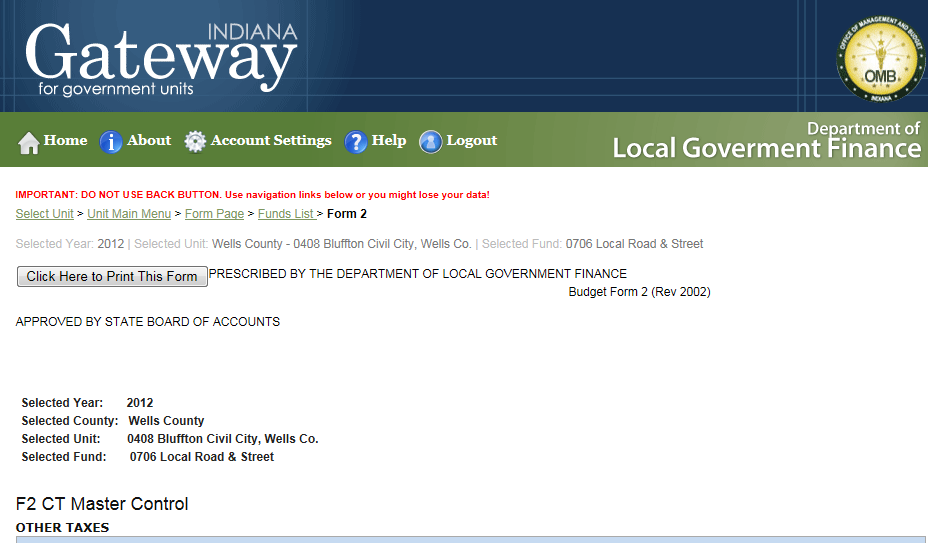 INDIANA
Gateway
for government units
OFFICE OF MANAGEMENT AND BUDGET
OMB
INDIANA
Home About Account Settings Help Logout
Department of
Local Goverment Finance
IMPORTANT: DO NOT USE BACK BUTTON. Use navigation links below or you might lose your data!
Select Unit > Unit Main Menu > Form Page > Funds List > Form 2
Selected Year: 2012 | Selected Unit: Wells County - 0408 Bluffton Civil City, Wells Co. | Selected Fund: 0706 Local Road & Street
Click Here to Print This Form PRESCRIBED BY THE DEPARTMENT OF LOCAL GOVERNMENT FINANCE
Budget Form 2 (Rev 2002)
APPROVED BY STATE BOARD OF ACCOUNTS
Selected Year: 2012
Selected County: Wells County
Selected Unit: 0408 Bluffton Civil City, Wells Co.
Selected Fund: 0706 Local Road & Street
F2 CT Master Control
OTHER TAXES